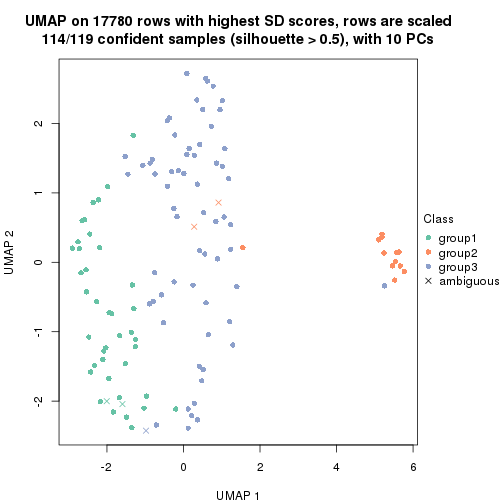 UMAP on 17780 rows with highest SD scores, rows are scaled
114/119 confident samples (silhouette > 0.5), with 10 PCs
2
1
0
-1
-2
UMAP 2
-2
0
2
4
6
UMAP 1
Class
group1
group2
group3
ambiguous